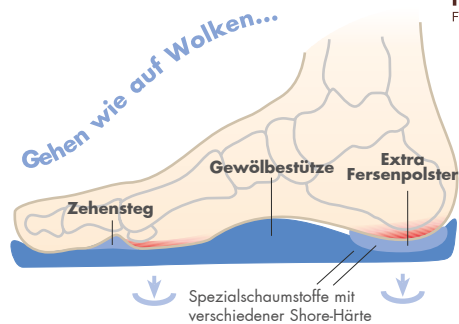 Gehen wie auf Wolken...
F
Extra
Fersenpolster
Gewölbestütze
Zehensteg
Spezialschaumstoffe mit
verschiedener Shore-Härte